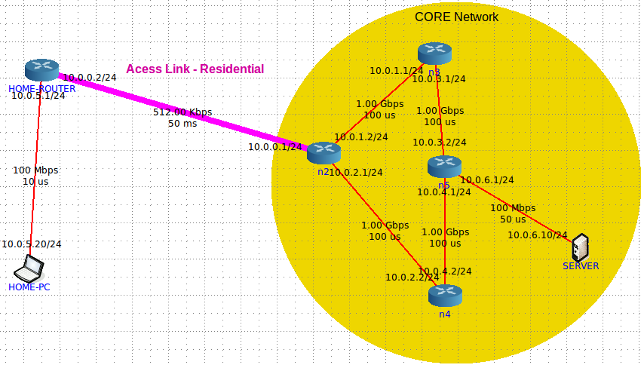 CORE Network
Acess Link - Residential
10.0.0.2/24
HOME-ROUTER
10.0.5.1/24
512.00 Kbps
50 ms
10.0.0.1/24
n2
10.0.1.2/24
10.0.2.1/24
1.00 Gbps
100 us
10.0.1.1/24
n3
10.0.3.1/24
1.00 Gbps
100 us
10.0.3.2/24
n5
10.0.6.1/24
10.0.4.1/24
100 Mbps
50 us
10.0.6.10/24
SERVER
1.00 Gbps
100 us
1.00 Gbps
100 us
10.0.4.2/24
10.0.2.2/24
n4
100 Mbps
10 us
10.0.5.20/24
HOME-PC